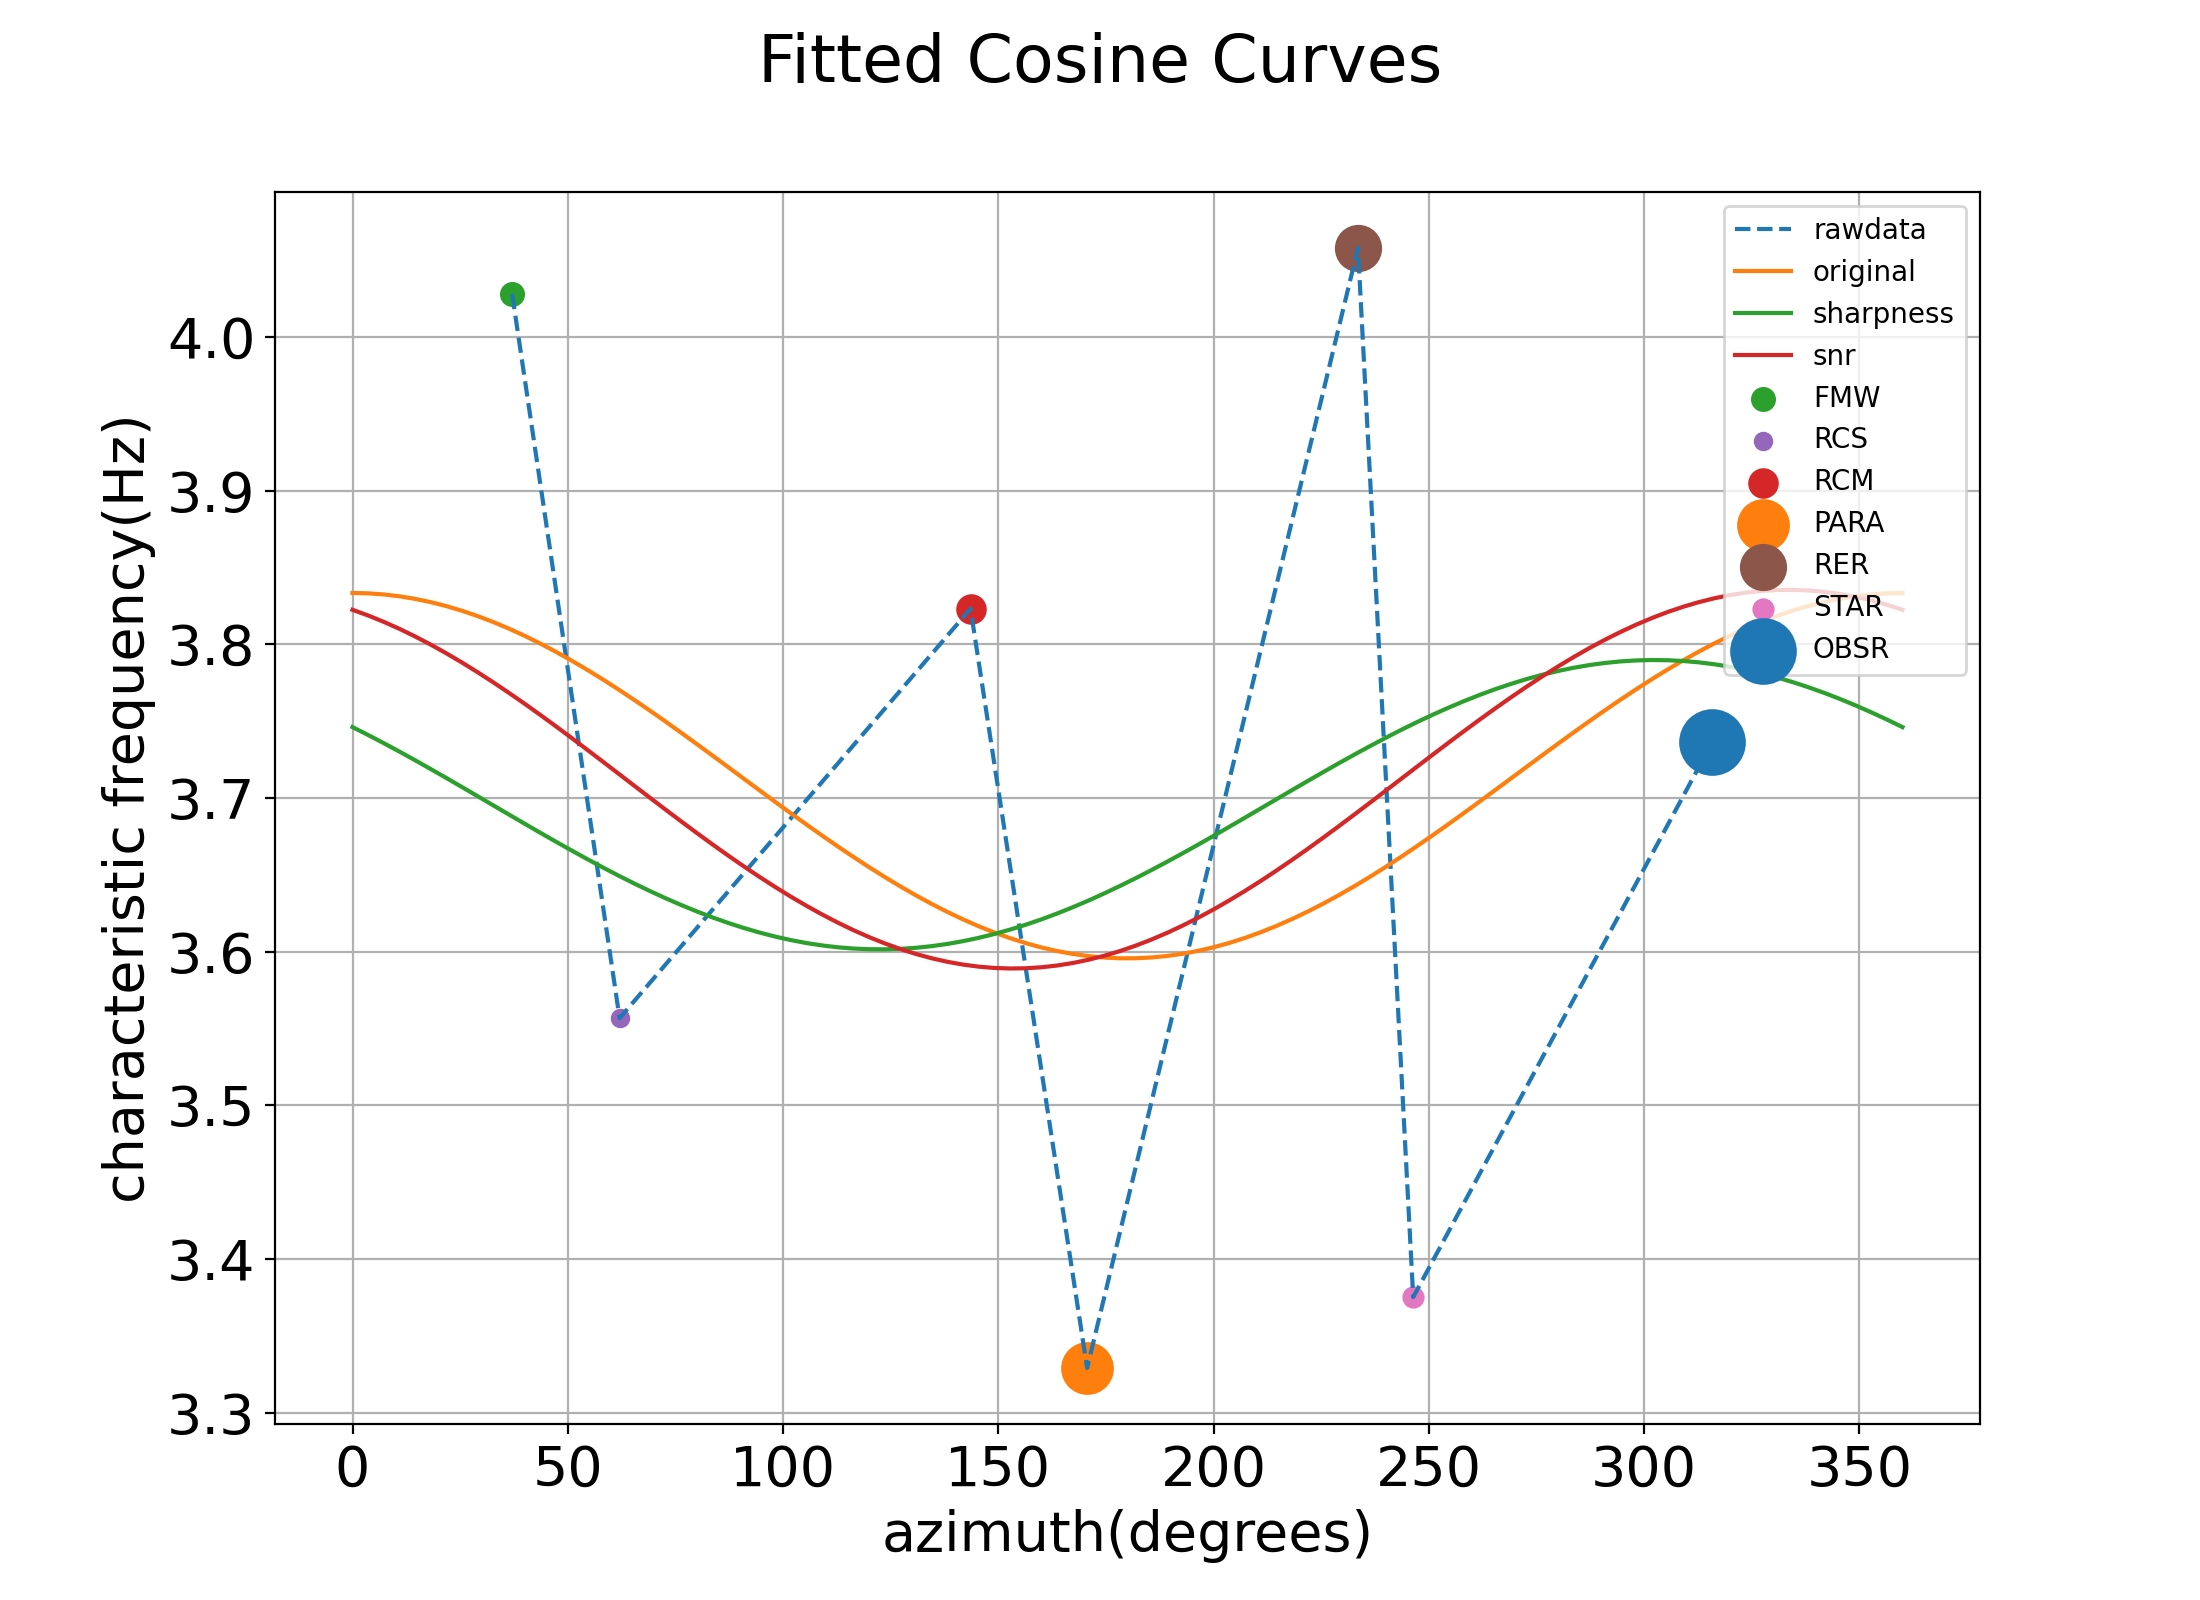 Fitted Cosine Curves
rawdata
original
sharpness
snr
FMW
RCS
RCM
PARA
RER
STAR
OBSR
characteristic frequency(Hz)
4.0
3.9
3.8
3.7
3.6
3.5
3.4
3.3
0 50 100 150 200 250 300 350
azimuth(degrees)